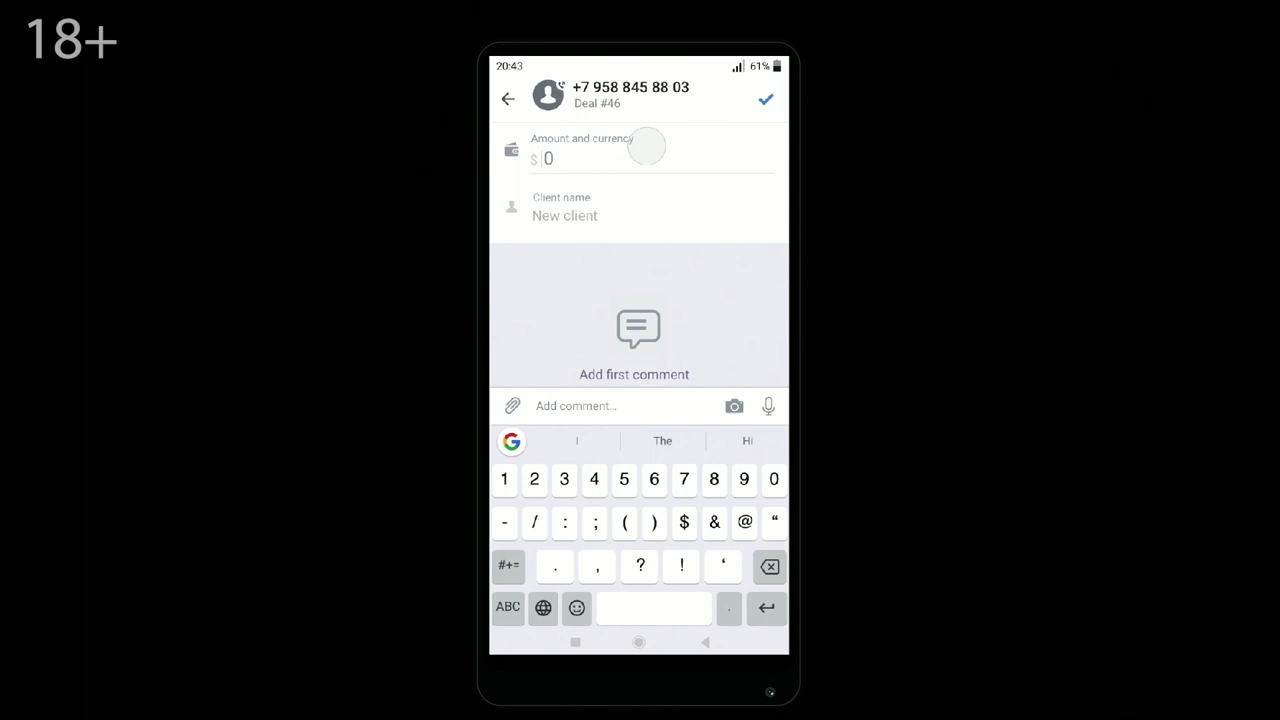 18+
20:43
61%
+7 958 845 88 03
Deal #46
Amount and currency
$ 0
Client name
New client
Add first comment
Add comment...
G
I The Hi
1 2 3 4 5 6 7 8 9 0
- / : ; ( ) $ & @ “
#+= . , ? ! ‘
ABC .